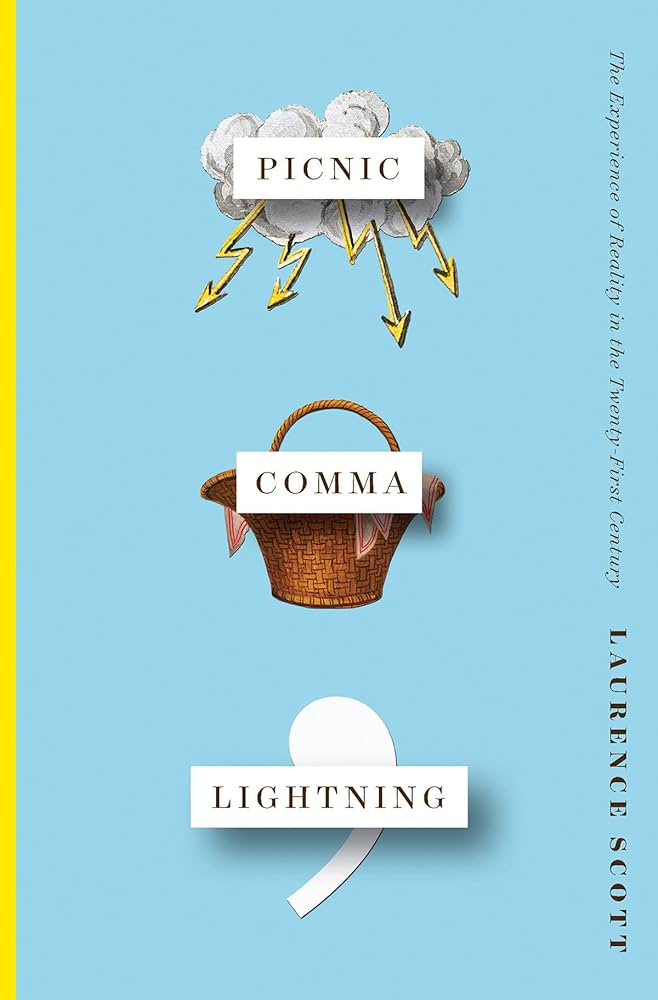 PICNIC
COMMA
LIGHTNING
The Experience of Reality in the Twenty-First Century
LAURENCE SCOTT